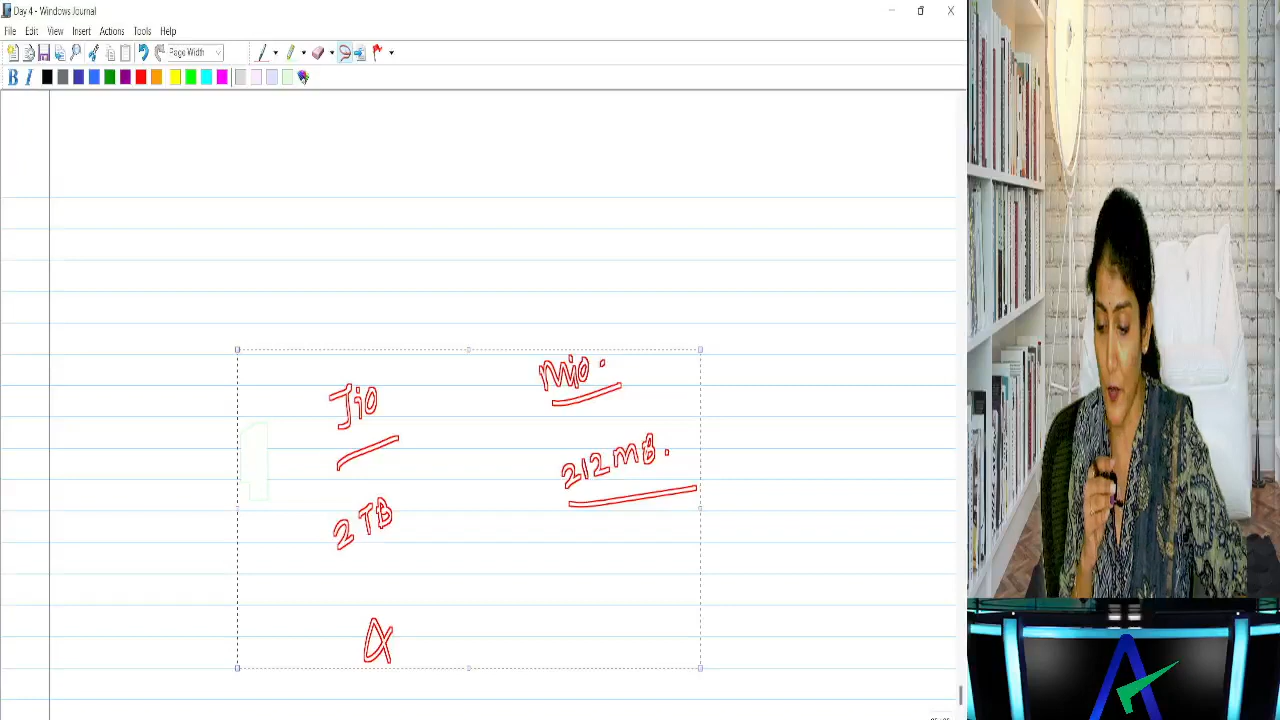 Day 4 - Windows Journal
File Edit View Insert Actions Tools Help
Page Width
B I
Jio
mio.
2 TB
212 mB.